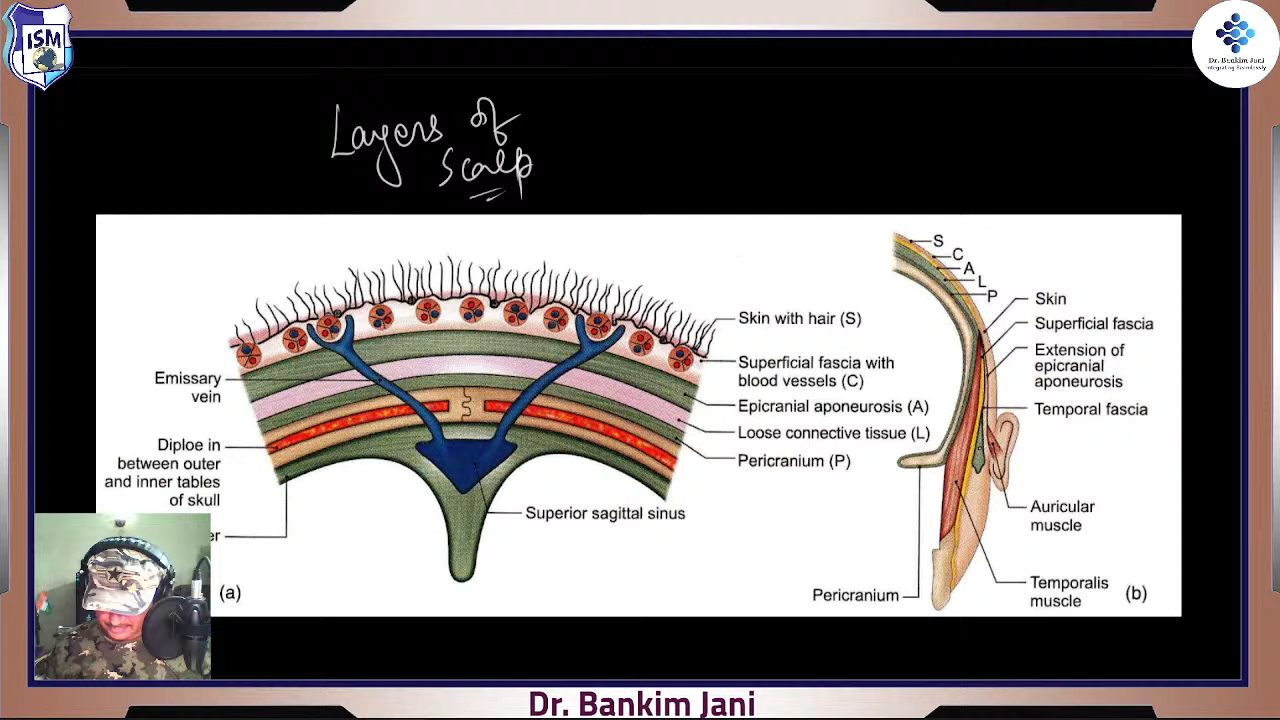 ISM
Dr. Bankim Jani
Integrating Seamlessly
Layers of
Scalp
Emissary
vein
Diploe in
between outer
and inner tables
of skull
er
(a)
Skin with hair (S)
Superficial fascia with
blood vessels (C)
Epicranial aponeurosis (A)
Loose connective tissue (L)
Pericranium (P)
Superior sagittal sinus
S
C
A
L
P
Skin
Superficial fascia
Extension of
epicranial
aponeurosis
Temporal fascia
Auricular
muscle
Temporalis
muscle
Pericranium
(b)
Dr. Bankim Jani